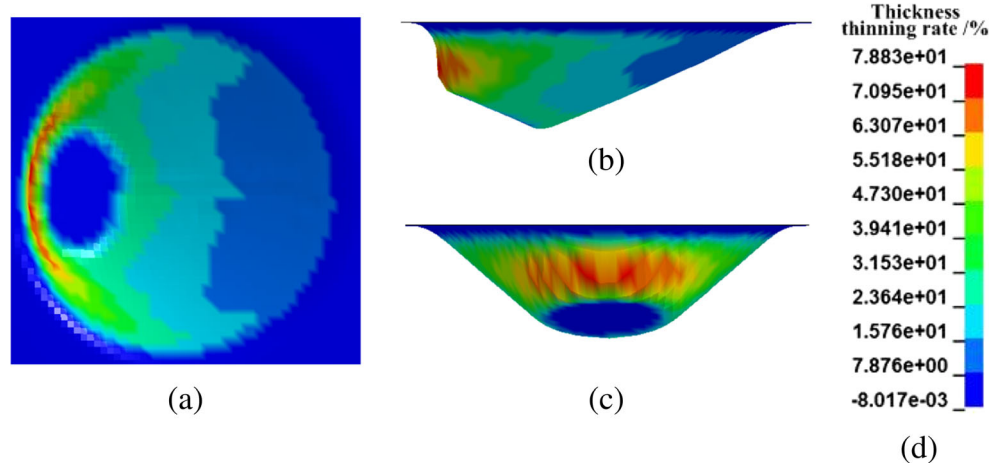 Thickness
thinning rate /%
7.883e+01
7.095e+01
6.307e+01
5.518e+01
4.730e+01
3.941e+01
3.153e+01
2.364e+01
1.576e+01
7.876e+00
-8.017e-03
(a)
(b)
(c)
(d)